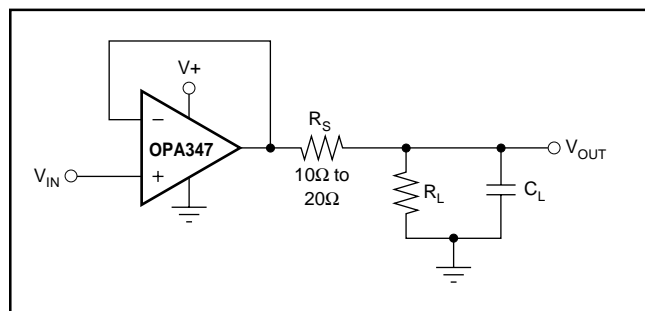 V+
−
OPA347
+
V_IN
R_S
10Ω to
20Ω
V_OUT
R_L
C_L